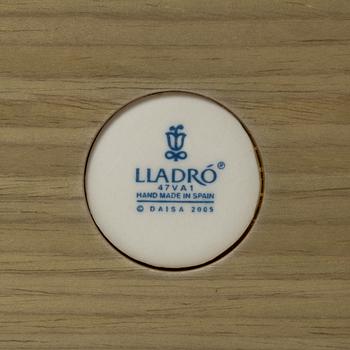 LLADRÓ®
47VA1
HAND MADE IN SPAIN
© DAISA 2005